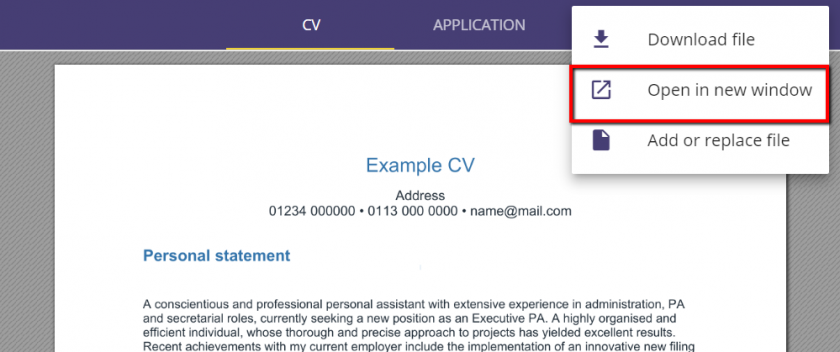 CV
APPLICATION
Download file
Open in new window
Add or replace file
Example CV
Address
01234 000000 • 0113 000 0000 • name@mail.com
Personal statement
A conscientious and professional personal assistant with extensive experience in administration, PA
and secretarial roles, currently seeking a new position as an Executive PA. A highly organised and
efficient individual, whose thorough and precise approach to projects has yielded excellent results.
Recent achievements with my current employer include the implementation of an innovative new filing